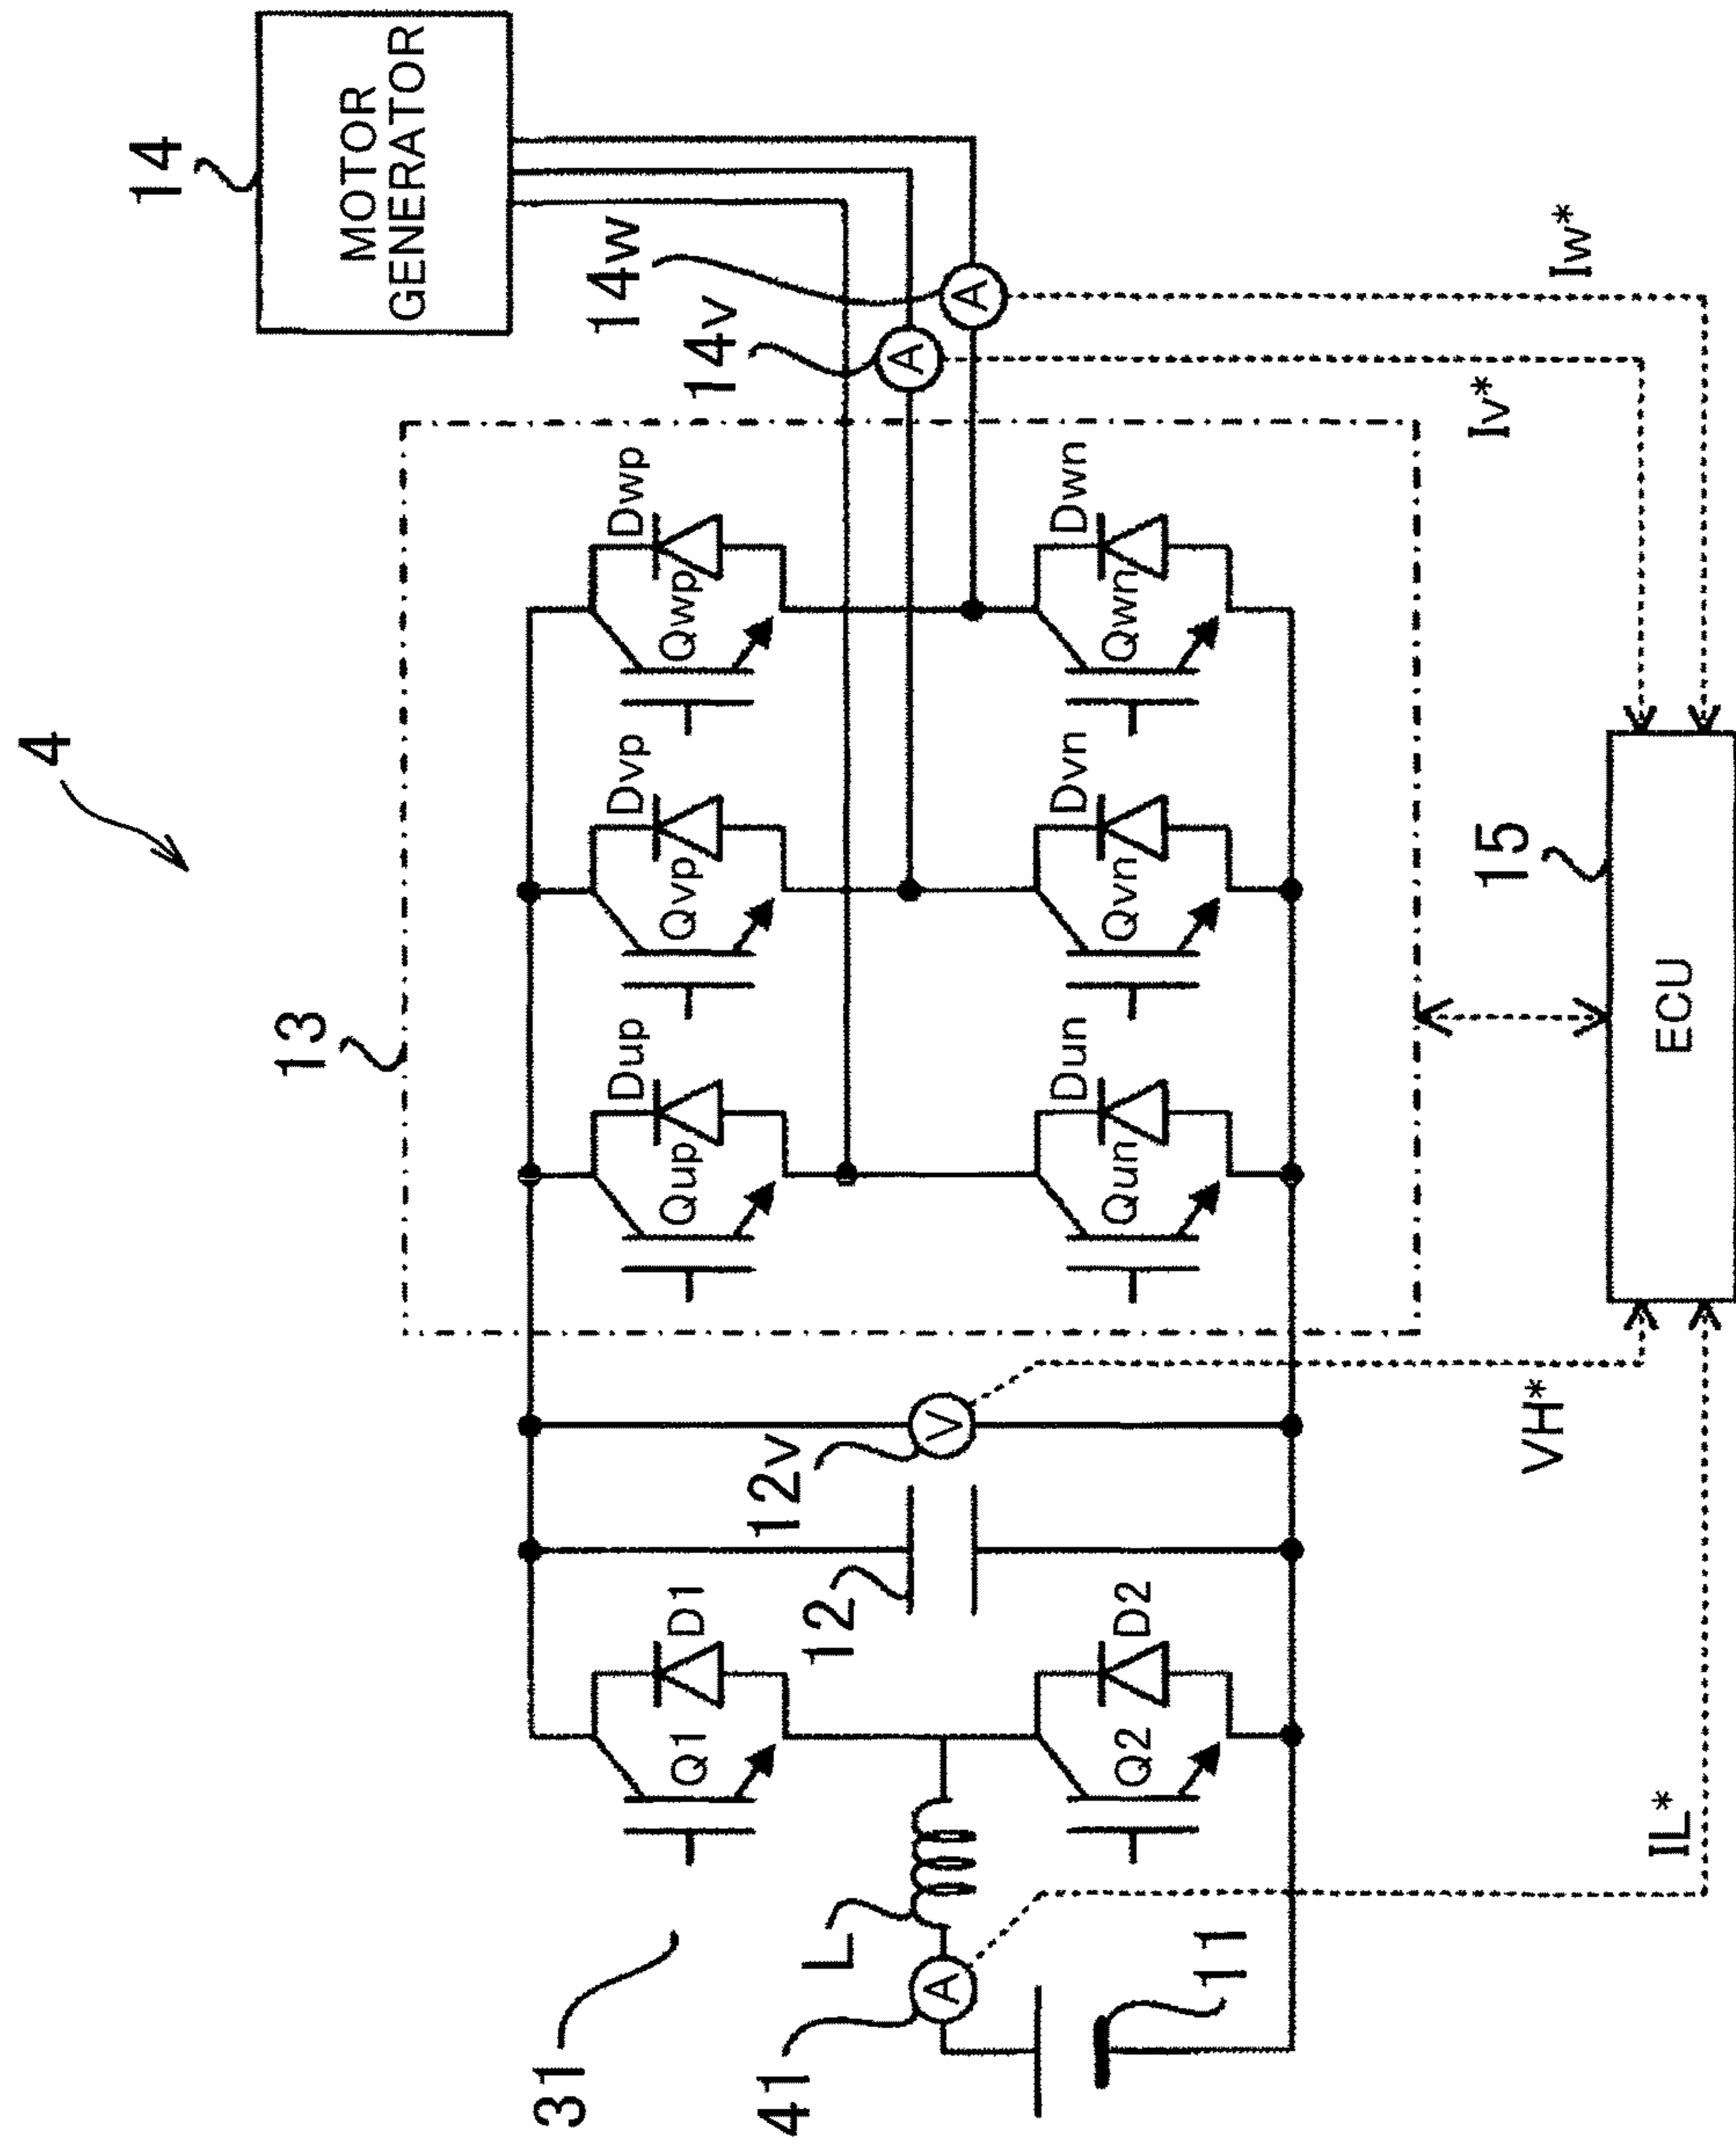 4
31
41
A
L
11
Q1
D1
Q2
D2
12
12v
V
VH*
IL*
13
Qup
Dup
Qun
Dun
Qvp
Dvp
Qvn
Dvn
Qwp
Dwp
Qwn
Dwn
14v
A
14w
A
14
MOTOR
GENERATOR
Iv*
Iw*
15
ECU